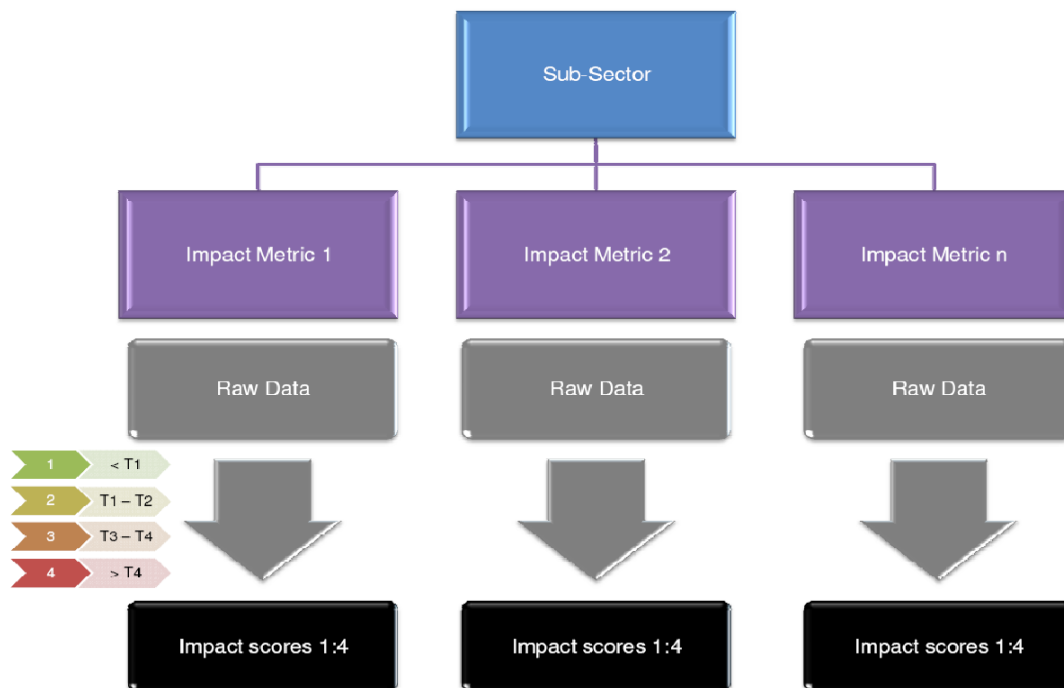 Sub-Sector
Impact Metric 1
Impact Metric 2
Impact Metric n
Raw Data
Raw Data
Raw Data
1 < T1
2 T1 – T2
3 T3 – T4
4 > T4
Impact scores 1:4
Impact scores 1:4
Impact scores 1:4